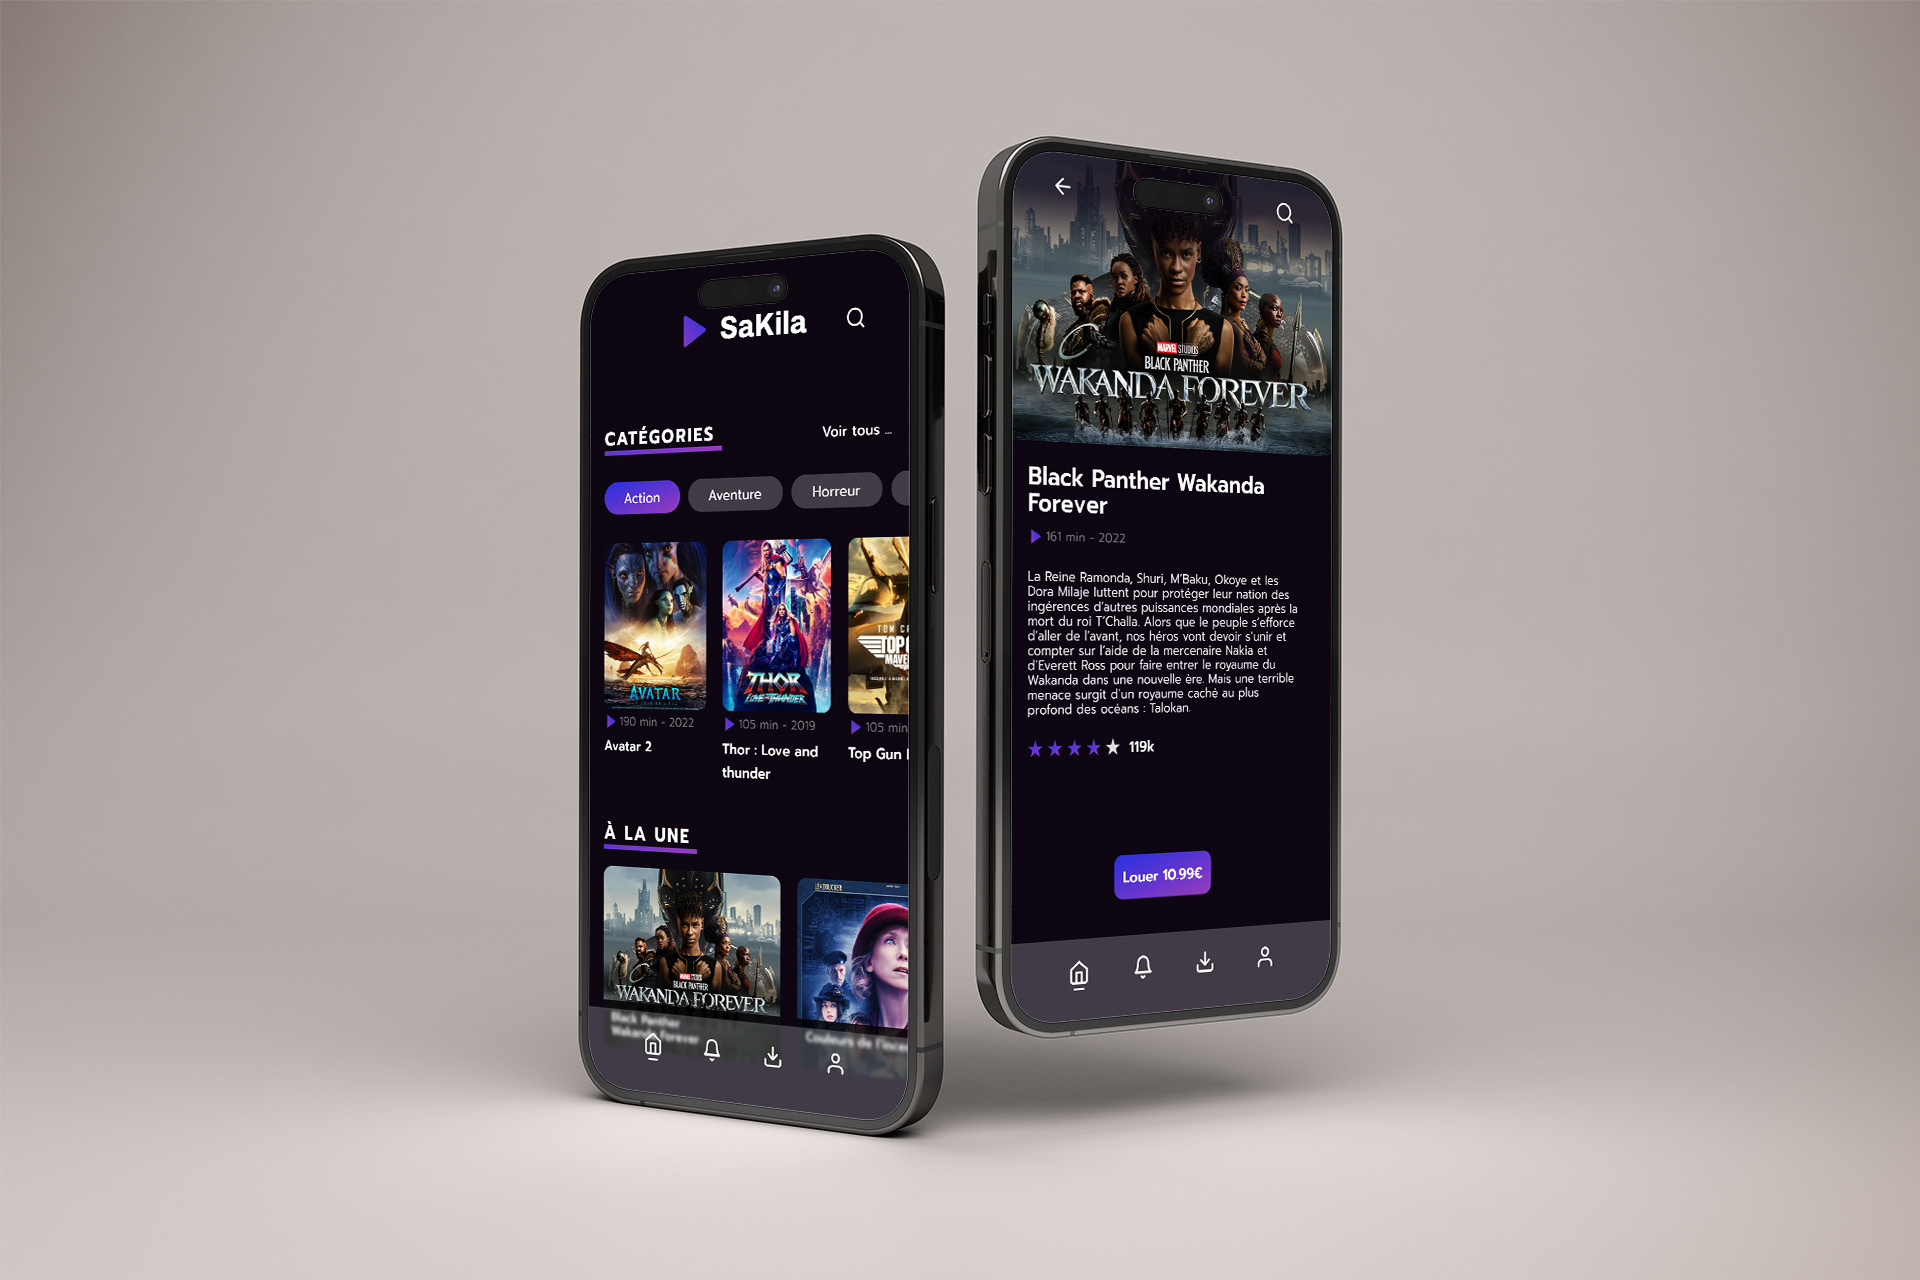 SaKila
CATÉGORIES
Voir tous ...
Action
Aventure
Horreur
AVATAR
THOR
LOVE AND THUNDER
TOM
MAVE
190 min - 2022
105 min - 2019
105 min
Avatar 2
Thor : Love and
thunder
Top Gun
À LA UNE
MARVEL STUDIOS
BLACK PANTHER
WAKANDA FOREVER
LÉA DRUCKER
Black Panther
Wakanda Forever
Couleurs de l'ince
MARVEL STUDIOS
BLACK PANTHER
WAKANDA FOREVER
Black Panther Wakanda
Forever
161 min - 2022
La Reine Ramonda, Shuri, M'Baku, Okoye et les
Dora Milaje luttent pour protéger leur nation des
ingérences d'autres puissances mondiales après la
mort du roi T'Challa. Alors que le peuple s'efforce
d'aller de l'avant, nos héros vont devoir s'unir et
compter sur l'aide de la mercenaire Nakia et
d'Everett Ross pour faire entrer le royaume du
Wakanda dans une nouvelle ère. Mais une terrible
menace surgit d'un royaume caché au plus
profond des océans : Talokan.
119k
Louer 10.99€